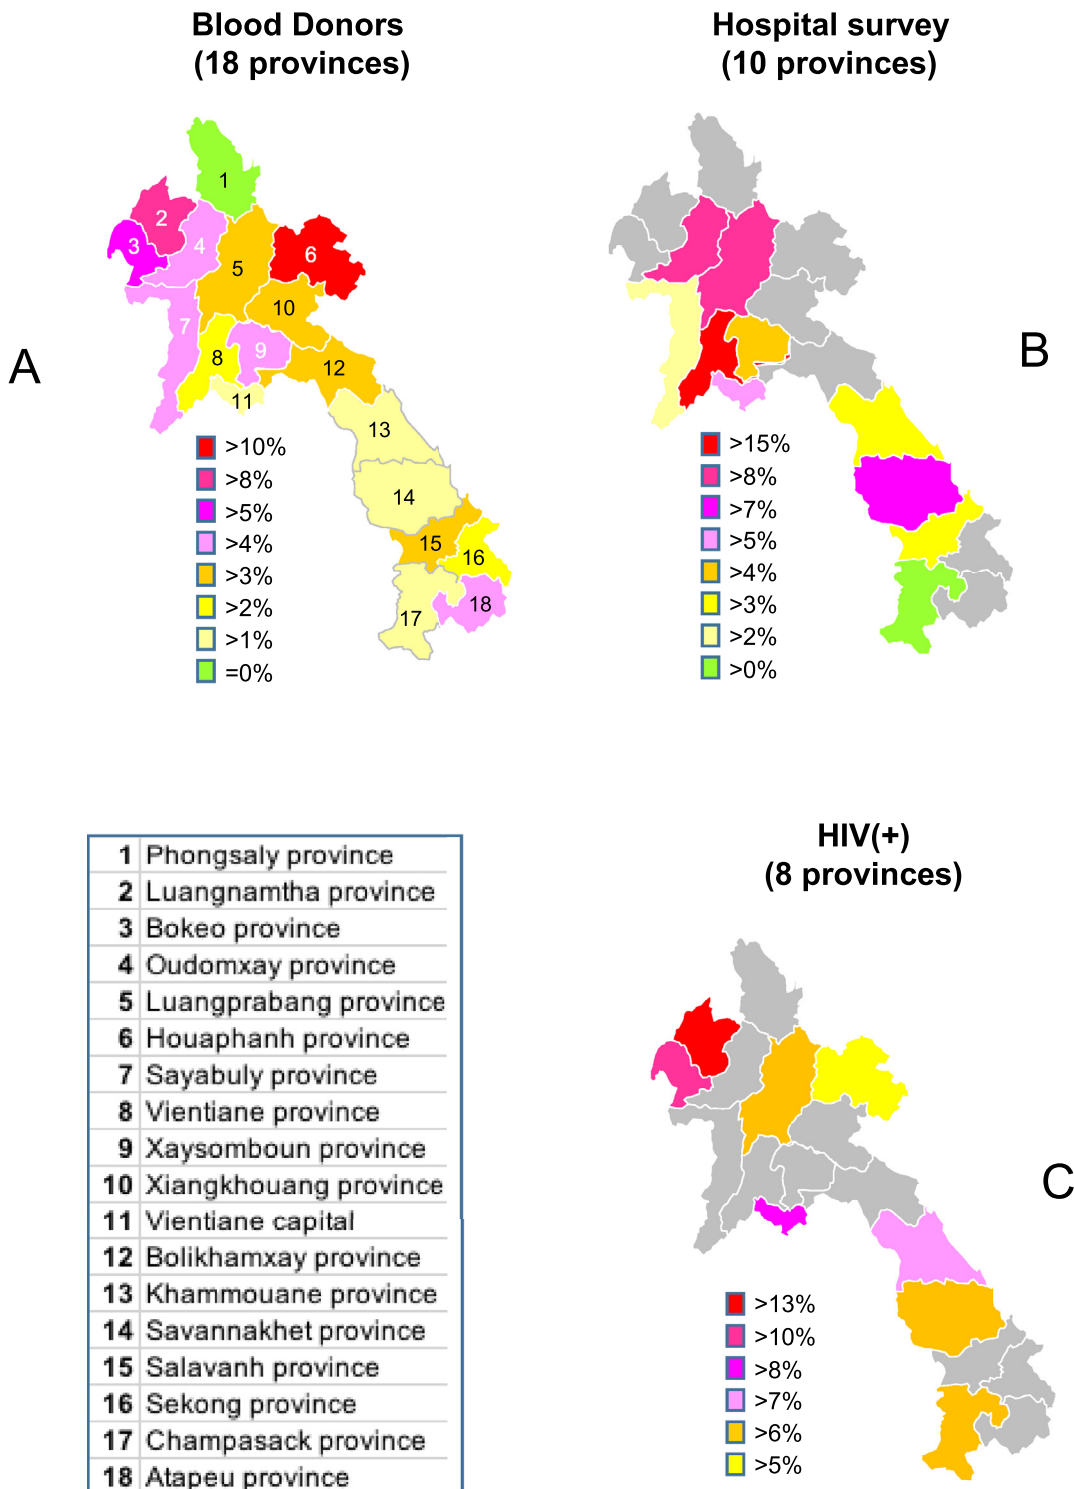 Blood Donors
(18 provinces)
Hospital survey
(10 provinces)
A
1
2
3
4
5
6
7
8
9
10
11
12
13
14
15
16
17
18
>10%
>8%
>5%
>4%
>3%
>2%
>1%
=0%
B
>15%
>8%
>7%
>5%
>4%
>3%
>2%
>0%
1 Phongsaly province
2 Luangnamtha province
3 Bokeo province
4 Oudomxay province
5 Luangprabang province
6 Houaphanh province
7 Sayabuly province
8 Vientiane province
9 Xaysomboun province
10 Xiangkhouang province
11 Vientiane capital
12 Bolikhamxay province
13 Khammouane province
14 Savannakhet province
15 Salavanh province
16 Sekong province
17 Champasack province
18 Atapeu province
HIV(+)
(8 provinces)
C
>13%
>10%
>8%
>7%
>6%
>5%